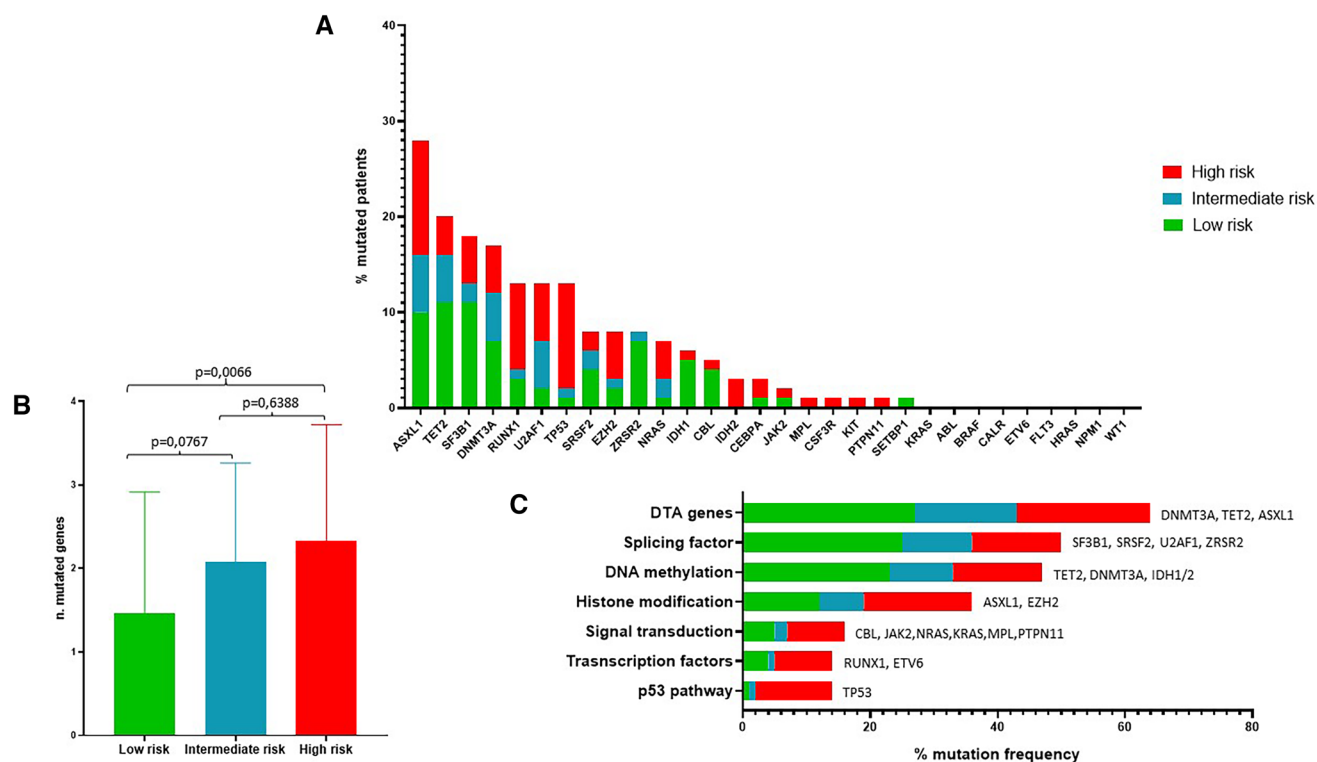 A
% mutated patients
40
30
20
10
0
ASXL1
TET2
SF3B1
DNMT3A
RUNX1
U2AF1
TP53
SRSF2
EZH2
ZRSR2
NRAS
IDH1
CBL
IDH2
CEBPA
JAK2
MPL
CSF3R
KIT
PTPN11
SETBP1
KRAS
ABL
BRAF
CALR
ETV6
FLT3
HRAS
NPM1
WT1
High risk
Intermediate risk
Low risk
B
n. mutated genes
4
3
2
1
0
p=0,0066
p=0,6388
p=0,0767
Low risk
Intermediate risk
High risk
C
DTA genes
DNMT3A, TET2, ASXL1
Splicing factor
SF3B1, SRSF2, U2AF1, ZRSR2
DNA methylation
TET2, DNMT3A, IDH1/2
Histone modification
ASXL1, EZH2
Signal transduction
CBL, JAK2,NRAS,KRAS,MPL,PTPN11
Trasnscription factors
RUNX1, ETV6
p53 pathway
TP53
0
20
40
60
80
% mutation frequency